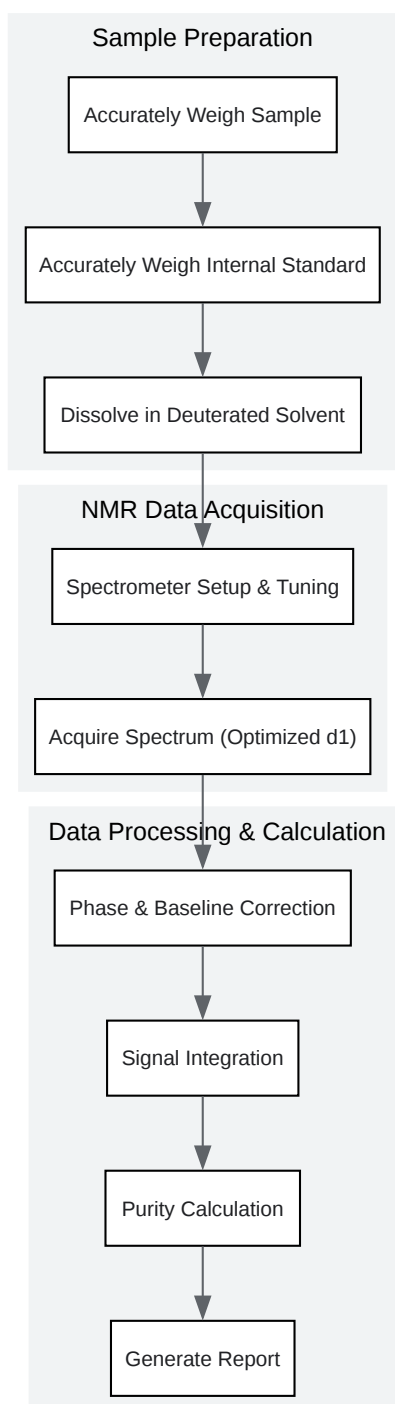 Sample Preparation
Accurately Weigh Sample
Accurately Weigh Internal Standard
Dissolve in Deuterated Solvent
NMR Data Acquisition
Spectrometer Setup & Tuning
Acquire Spectrum (Optimized d1)
Data Processing & Calculation
Phase & Baseline Correction
Signal Integration
Purity Calculation
Generate Report